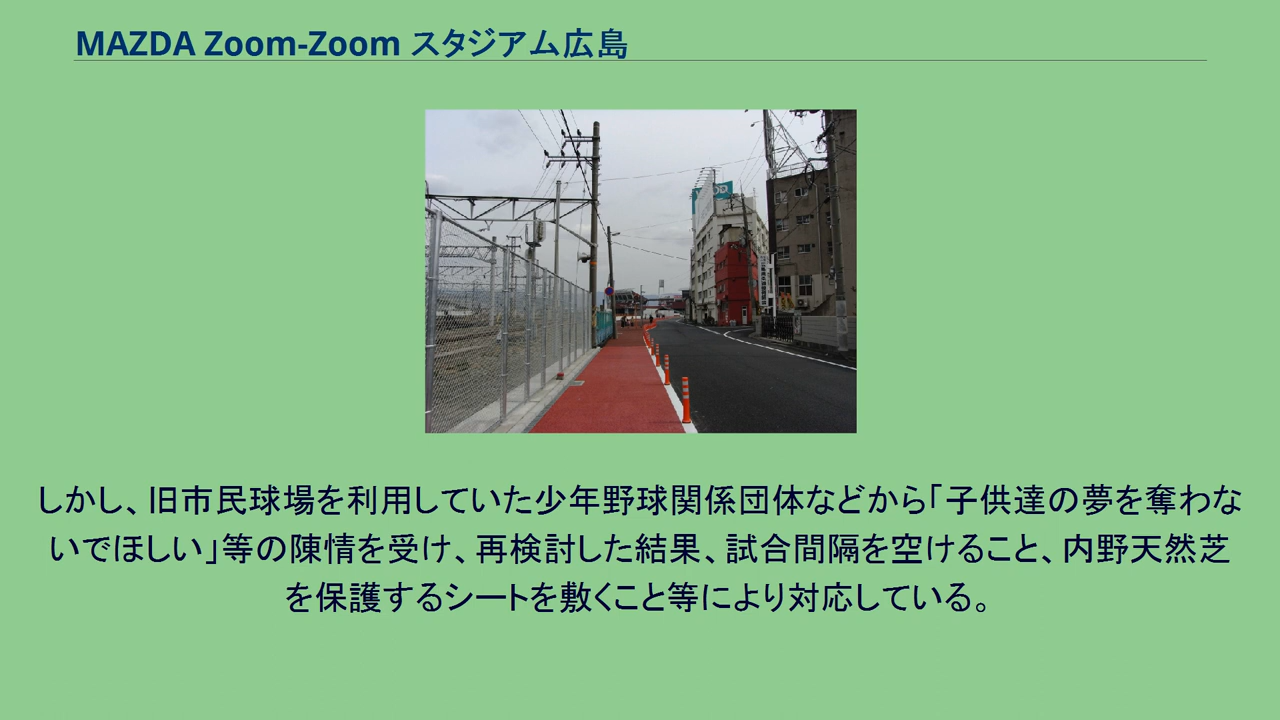 MAZDA Zoom-Zoom スタジアム広島
しかし、旧市民球場を利用していた少年野球関係団体などから「子供達の夢を奪わな
いでほしい」等の陳情を受け、再検討した結果、試合間隔を空けること、内野天然芝
を保護するシートを敷くこと等により対応している。